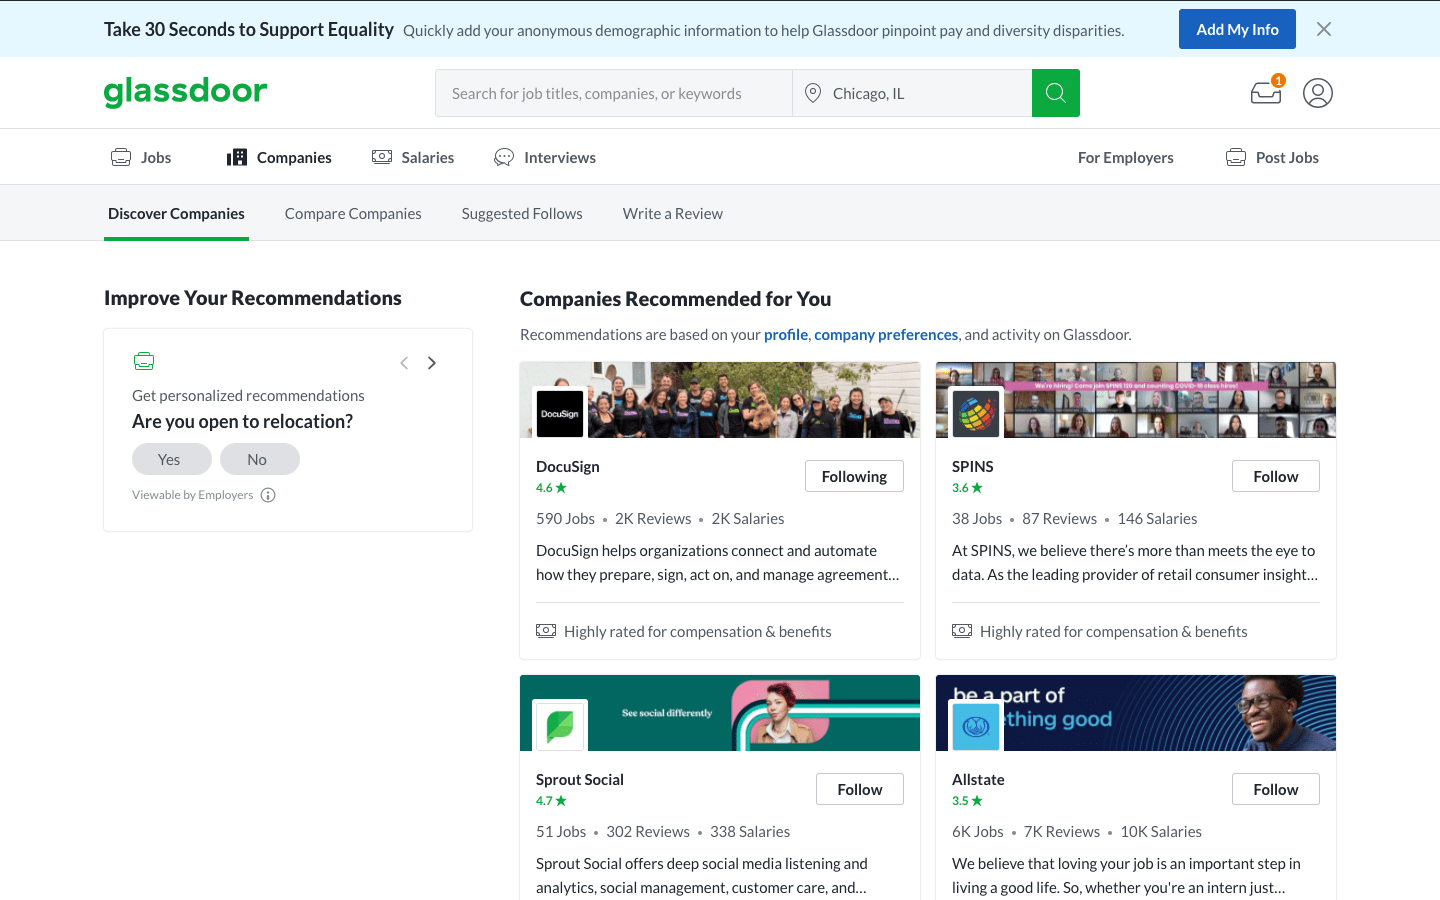 Take 30 Seconds to Support Equality Quickly add your anonymous demographic information to help Glassdoor pinpoint pay and diversity disparities. Add My Info
glassdoor Search for job titles, companies, or keywords Chicago, IL 1
Jobs Companies Salaries Interviews For Employers Post Jobs
Discover Companies Compare Companies Suggested Follows Write a Review
Improve Your Recommendations
Get personalized recommendations
Are you open to relocation?
Yes No
Viewable by Employers
Companies Recommended for You
Recommendations are based on your profile, company preferences, and activity on Glassdoor.
DocuSign
DocuSign Following
4.6
590 Jobs • 2K Reviews • 2K Salaries
DocuSign helps organizations connect and automate
how they prepare, sign, act on, and manage agreement...
Highly rated for compensation & benefits
We're hiring! Come join SPINS 120 and counting COVID-19 class hires!
SPINS Follow
3.6
38 Jobs • 87 Reviews • 146 Salaries
At SPINS, we believe there's more than meets the eye to
data. As the leading provider of retail consumer insight...
Highly rated for compensation & benefits
See social differently
Sprout Social Follow
4.7
51 Jobs • 302 Reviews • 338 Salaries
Sprout Social offers deep social media listening and
analytics, social management, customer care, and...
be a part of
thing good
Allstate Follow
3.5
6K Jobs • 7K Reviews • 10K Salaries
We believe that loving your job is an important step in
living a good life. So, whether you're an intern just...